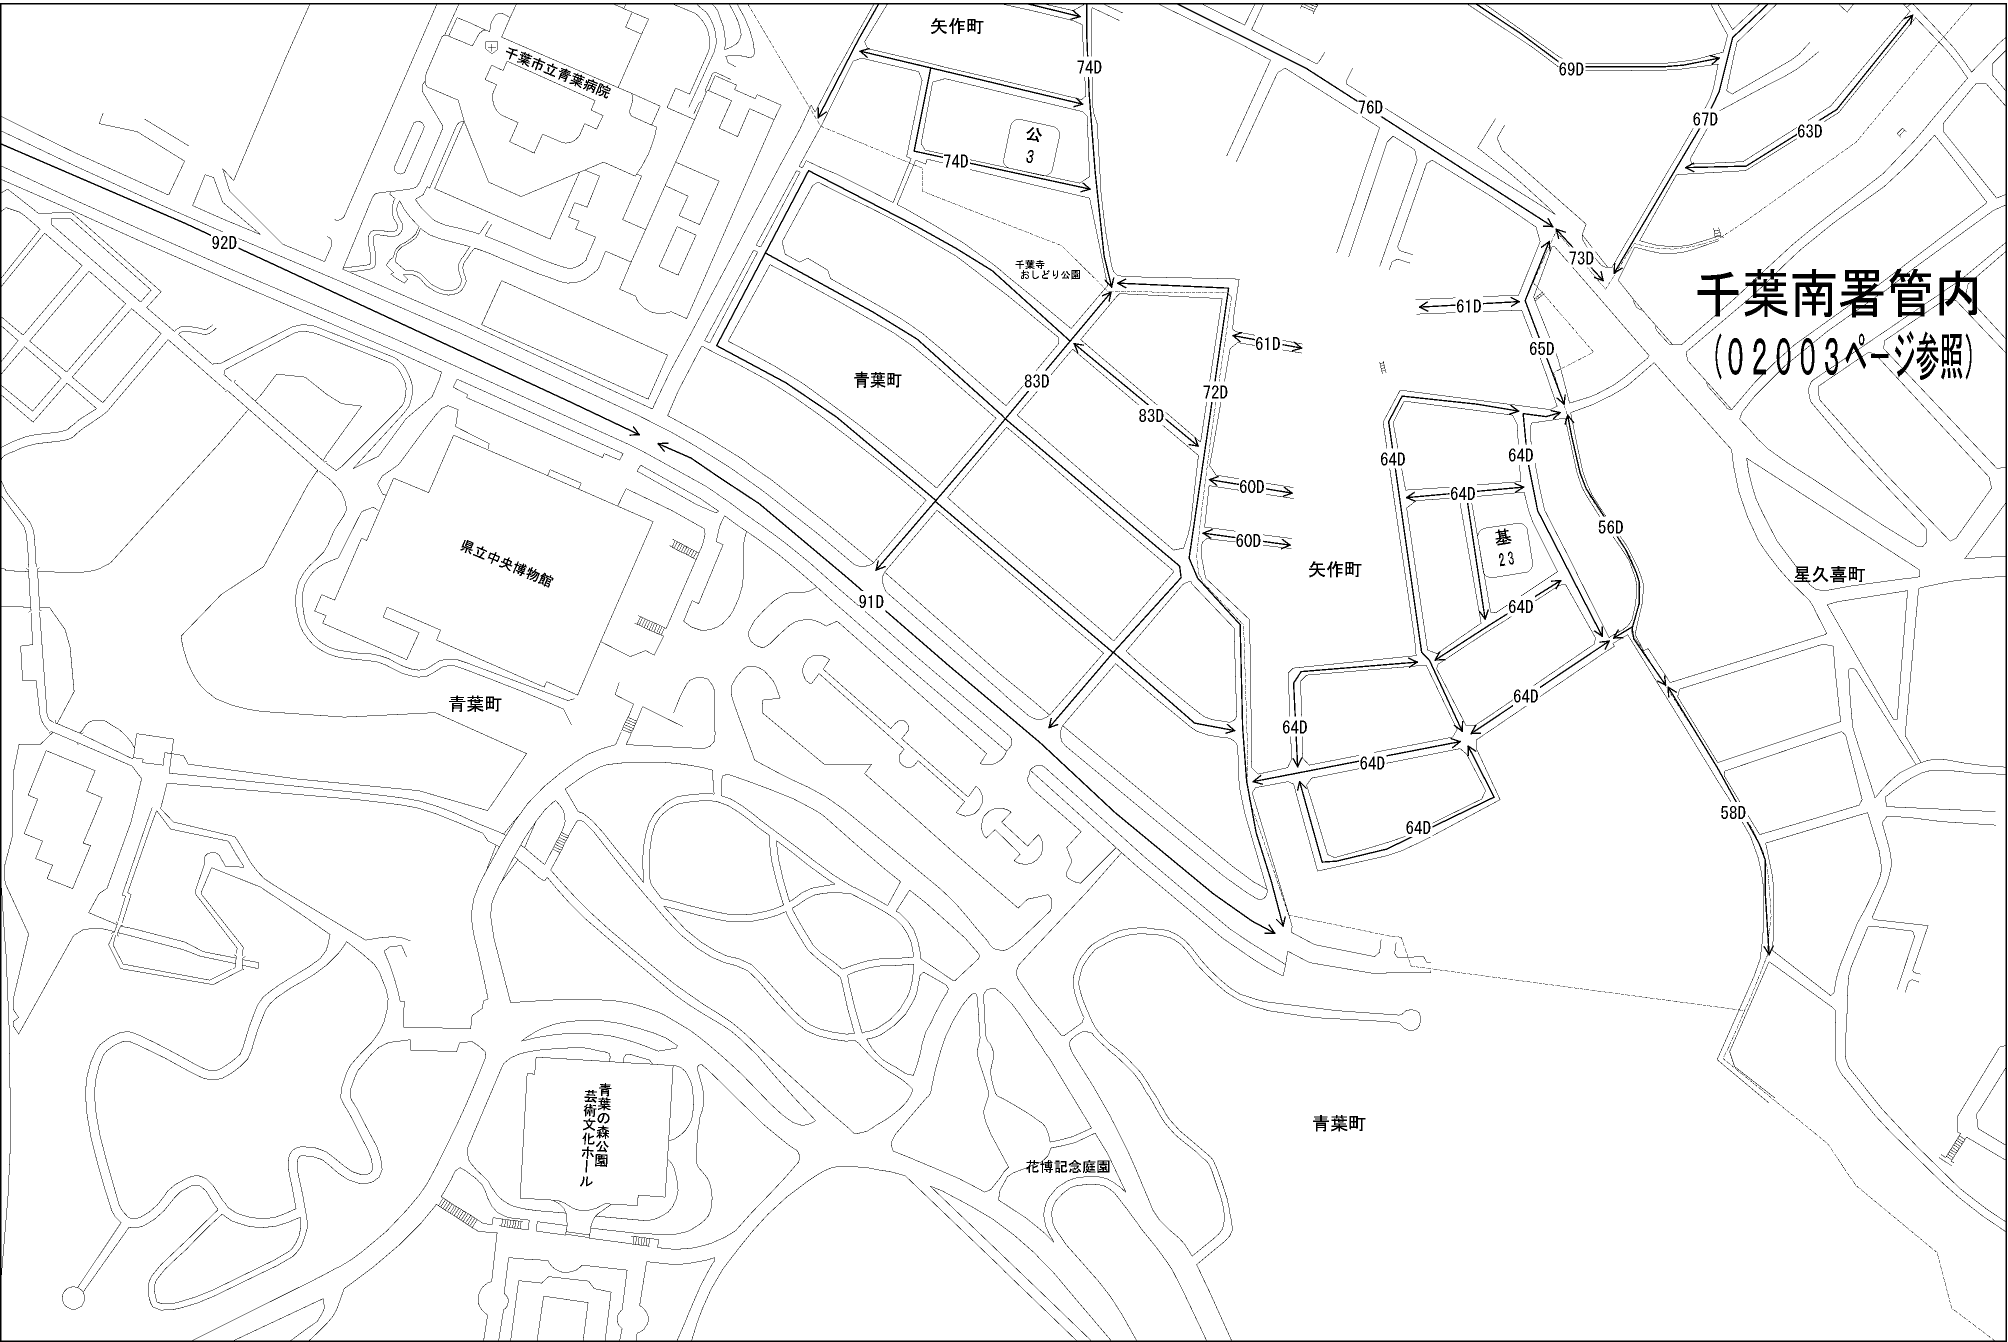 矢作町
千葉市立青葉病院
74D
69D
76D
67D
63D
公
3
74D
92D
73D
千葉寺
おしどり公園
千葉南署管内
(02003ページ参照)
61D
61D
65D
83D
青葉町
72D
83D
64D
64D
60D
64D
56D
60D
基
23
県立中央博物館
矢作町
星久喜町
91D
64D
青葉町
64D
64D
64D
58D
64D
青葉の森公園
芸術文化ホール
青葉町
花博記念庭園